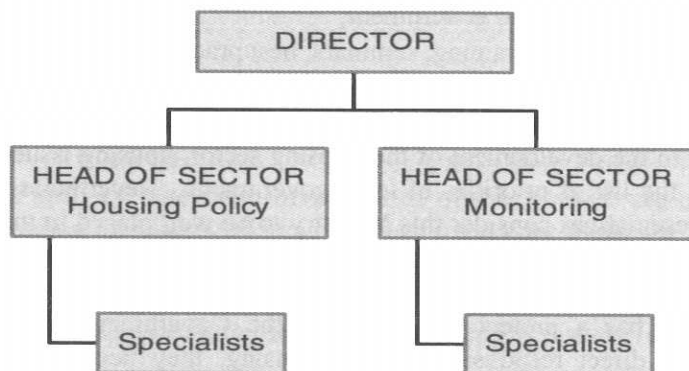 DIRECTOR
HEAD OF SECTOR
Housing Policy
HEAD OF SECTOR
Monitoring
Specialists
Specialists